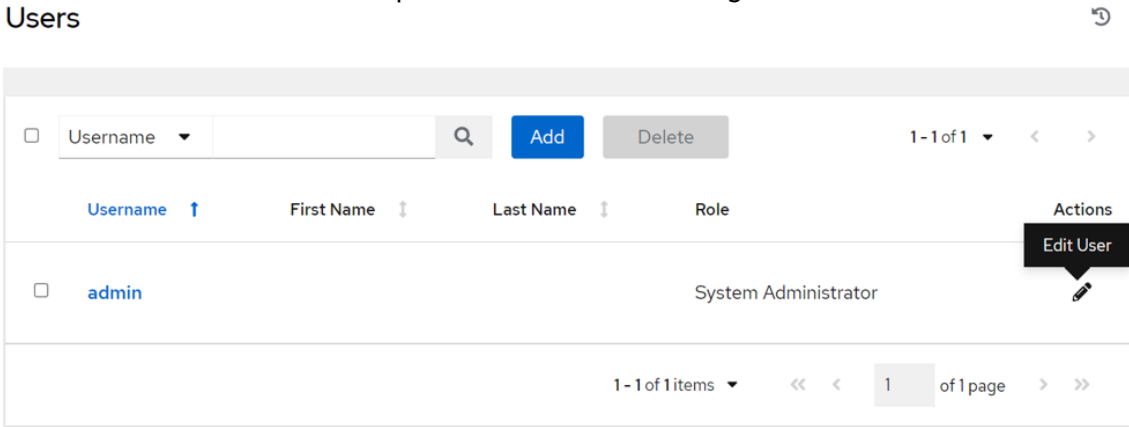 Users
Username
Add
Delete
1 - 1 of 1
Username First Name Last Name Role Actions
Edit User
admin System Administrator
1 - 1 of 1 items 1 of 1 page